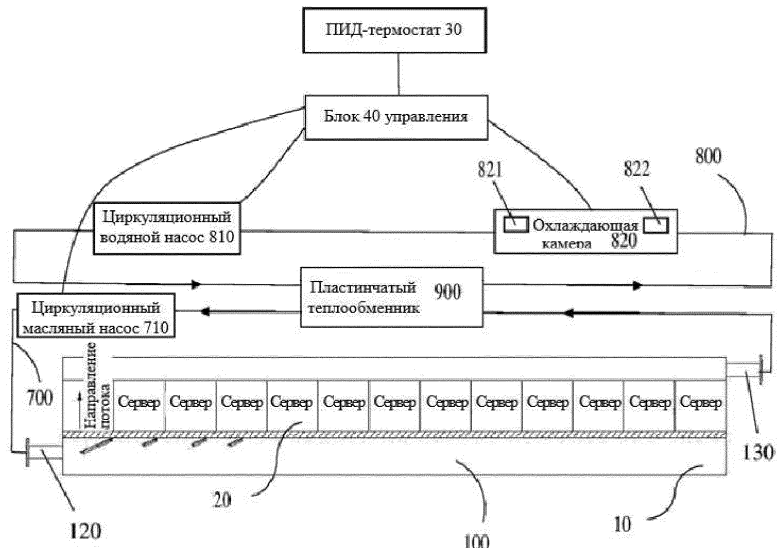 ПИД-термостат 30
Блок 40 управления
821
822
800
Циркуляционный
водяной насос 810
Охлаждающая
камера 820
Пластинчатый
теплообменник
900
Циркуляционный
масляный насос 710
700
Направление
потока
Сервер
Сервер
Сервер
Сервер
Сервер
Сервер
Сервер
Сервер
Сервер
Сервер
Сервер
Сервер
130
120
20
100
10